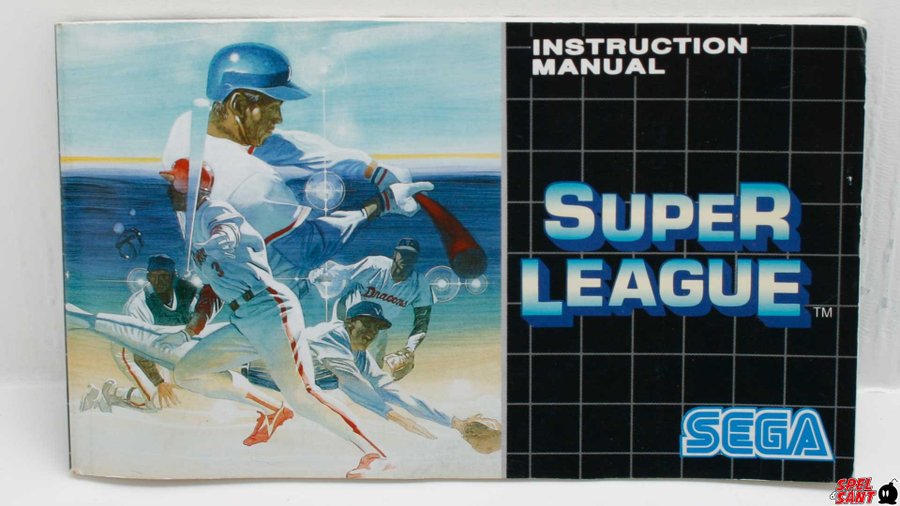 INSTRUCTION
MANUAL
SUPER
LEAGUE
TM
Dragons
3
SEGA
SPEL
SANT